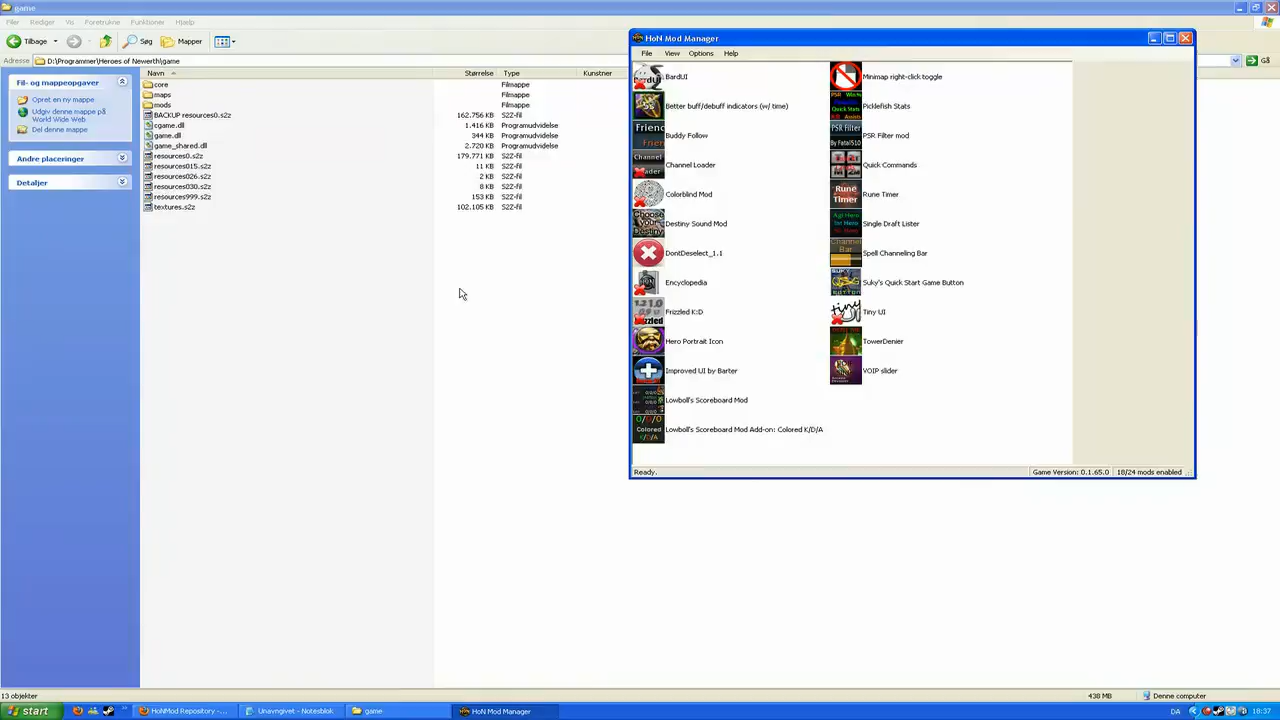 game
Filer Rediger Vis Foretrukne Funktioner Hjælp
Tilbage Søg Mapper
Adresse D:\Programmer\Heroes of Newerth\game Gå
Fil- og mappeopgaver
Opret en ny mappe
Udgiv denne mappe på
World Wide Web
Del denne mappe
Andre placeringer
Detaljer
Navn Størrelse Type Kunstner
core Filmappe
maps Filmappe
mods Filmappe
BACKUP resources0.s2z 162.756 KB S2Z-fil
cgame.dll 1.416 KB Programudvidelse
game.dll 344 KB Programudvidelse
game_shared.dll 2.720 KB Programudvidelse
resources0.s2z 179.771 KB S2Z-fil
resources015.s2z 11 KB S2Z-fil
resources026.s2z 2 KB S2Z-fil
resources030.s2z 8 KB S2Z-fil
resources999.s2z 153 KB S2Z-fil
textures.s2z 102.105 KB S2Z-fil
HoN Mod Manager
File View Options Help
BardUI
Better buff/debuff indicators (w/ time)
Buddy Follow
Channel Loader
Colorblind Mod
Destiny Sound Mod
DontDeselect_1.1
Encyclopedia
Frizzled K:D
Hero Portrait Icon
Improved UI by Barter
Lowboll's Scoreboard Mod
Lowboll's Scoreboard Mod Add-on: Colored K/D/A
Minimap right-click toggle
Picklefish Stats
PSR Filter mod
Quick Commands
Rune Timer
Single Draft Lister
Spell Channeling Bar
Suky's Quick Start Game Button
Tiny UI
TowerDenier
VOIP slider
Ready. Game Version: 0.1.65.0 18/24 mods enabled
13 objekter 438 MB Denne computer
start HoNMod Repository -... Unavngivet - Notesblok game HoN Mod Manager DA 18:37